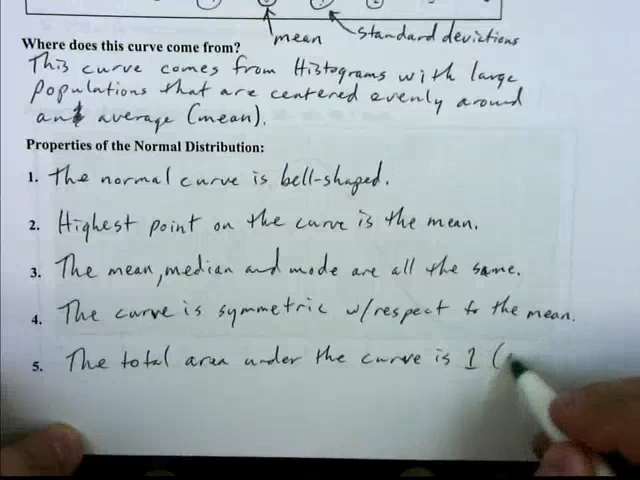 mean
standard devictions
Where does this curve come from?
This curve comes from Histograms with large
populations that are centered evenly around
an average (mean).
Properties of the Normal Distribution:
1. The normal curve is bell-shaped.
2. Highest point on the curve is the mean.
3. The mean, median and mode are all the same.
4. The curve is symmetric w/respect to the mean.
5. The total area under the curve is 1 (